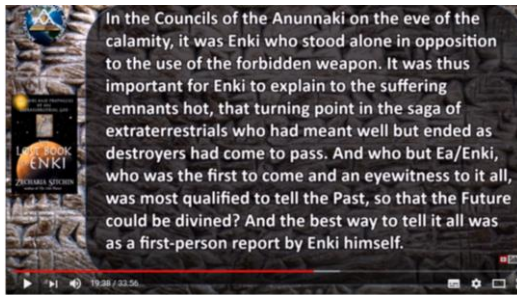 In the Councils of the Anunnaki on the eve of the
calamity, it was Enki who stood alone in opposition
to the use of the forbidden weapon. It was thus
important for Enki to explain to the suffering
remnants hot, that turning point in the saga of
extraterrestrials who had meant well but ended as
destroyers had come to pass. And who but Ea/Enki,
who was the first to come and an eyewitness to it all,
was most qualified to tell the Past, so that the Future
could be divined? And the best way to tell it all was
as a first-person report by Enki himself.
LOST BOOK
OF ENKI
ZECHARIA SITCHIN
19:38 / 33:56